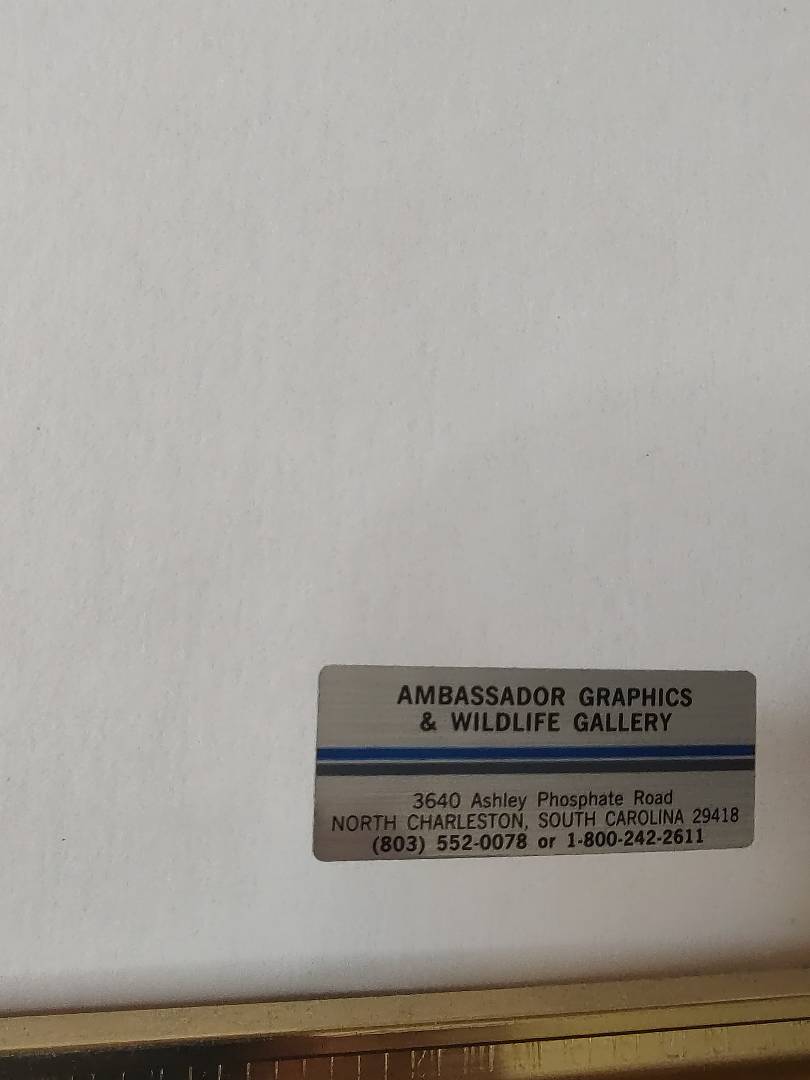 AMBASSADOR GRAPHICS
& WILDLIFE GALLERY
3640 Ashley Phosphate Road
NORTH CHARLESTON, SOUTH CAROLINA 29418
(803) 552-0078 or 1-800-242-2611